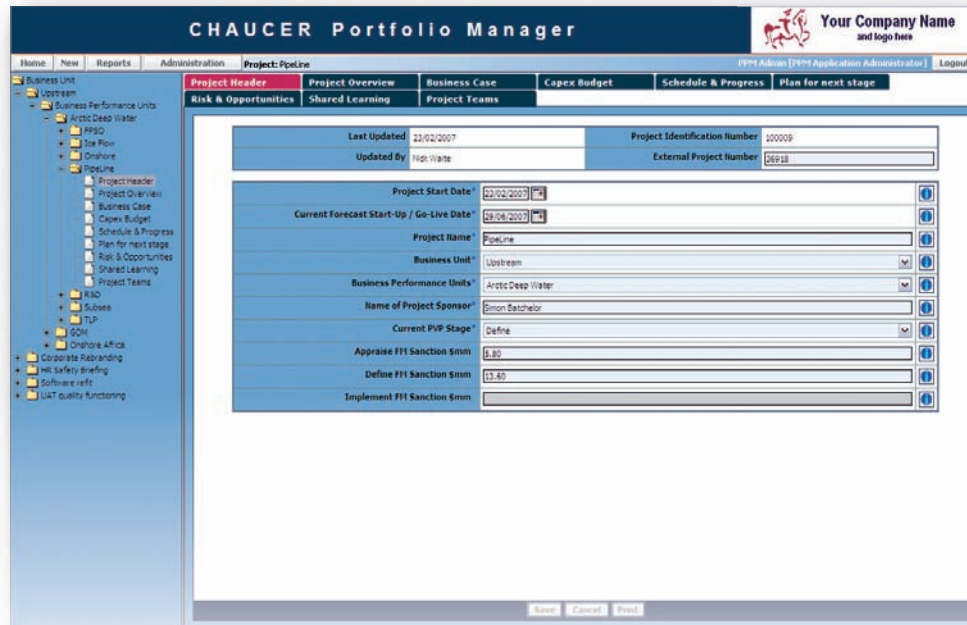 CHAUCER Portfolio Manager
Your Company Name
and logo here
Home New Reports Administration Project: PipeLine PPM Admin [PPM Application Administrator] Logout
Project Header Project Overview Business Case Capex Budget Schedule & Progress Plan for next stage
Risk & Opportunities Shared Learning Project Teams
Business Unit
Upstream
Business Performance Units
Arctic Deep Water
FPSO
Ice Flow
Onshore
PipeLine
Project Header
Project Overview
Business Case
Capex Budget
Schedule & Progress
Plan for next stage
Risk & Opportunities
Shared Learning
Project Teams
R&D
Subsea
TLP
GOM
Onshore Africa
Corporate Rebranding
HR Safety Briefing
Software refit
UAT quality functioning
Last Updated 23/02/2007 Project Identification Number 100009
Updated By Nick Waite External Project Number 26918
Project Start Date* 23/02/2007
Current Forecast Start-Up / Go-Live Date* 29/06/2007
Project Name* PipeLine
Business Unit* Upstream
Business Performance Units* Arctic Deep Water
Name of Project Sponsor* Simon Batchelor
Current PVP Stage* Define
Appraise FM Sanction $mm 5.80
Define FM Sanction $mm 13.60
Implement FM Sanction $mm
Save Cancel Print